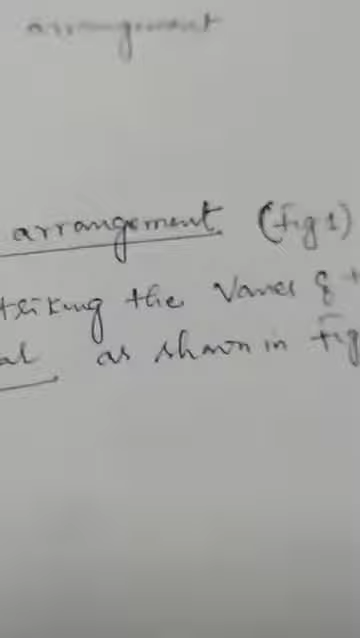 arrangement
arrangement (fig 1)
striking the Vanes & t
al as shown in fig